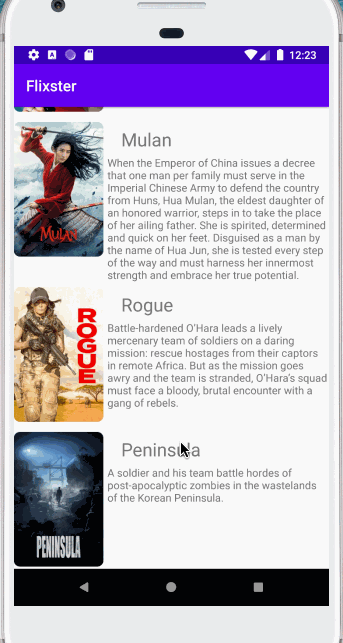 12:23
Flixster
MULAN
Mulan
When the Emperor of China issues a decree
that one man per family must serve in the
Imperial Chinese Army to defend the country
from Huns, Hua Mulan, the eldest daughter of
an honored warrior, steps in to take the place
of her ailing father. She is spirited, determined
and quick on her feet. Disguised as a man by
the name of Hua Jun, she is tested every step
of the way and must harness her innermost
strength and embrace her true potential.
ROGUE
Rogue
Battle-hardened O'Hara leads a lively
mercenary team of soldiers on a daring
mission: rescue hostages from their captors
in remote Africa. But as the mission goes
awry and the team is stranded, O'Hara's squad
must face a bloody, brutal encounter with a
gang of rebels.
PENINSULA
Peninsula
A soldier and his team battle hordes of
post-apocalyptic zombies in the wastelands
of the Korean Peninsula.